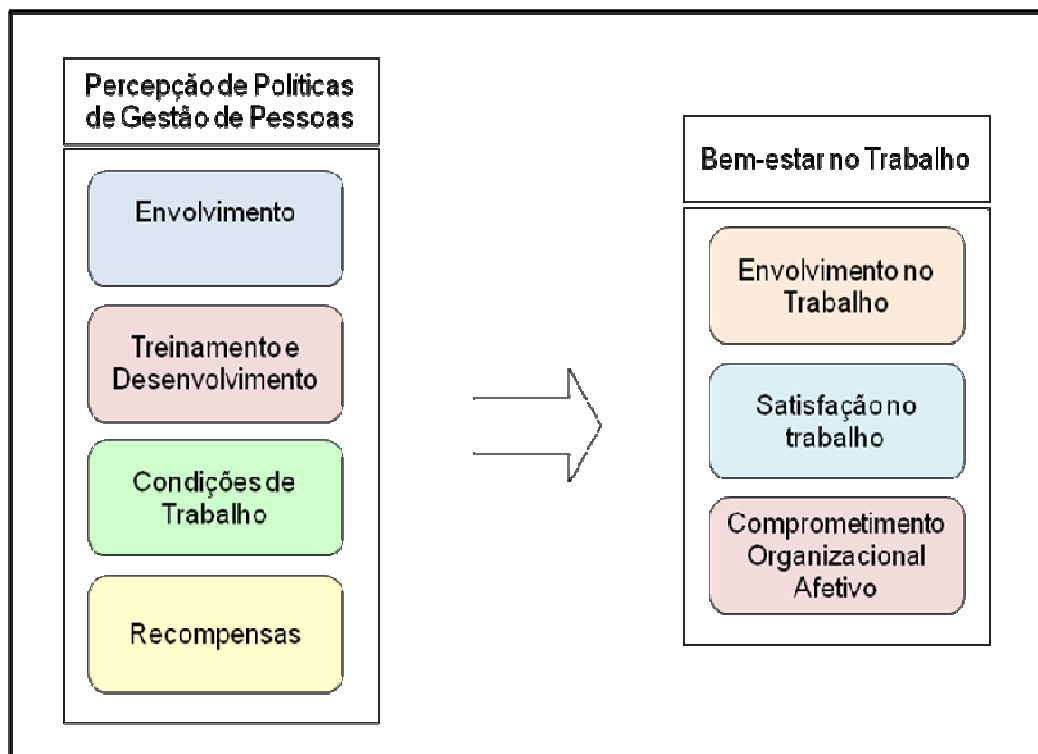 Percepção de Políticas
de Gestão de Pessoas
Envolvimento
Treinamento e
Desenvolvimento
Condições de
Trabalho
Recompensas
Bem-estar no Trabalho
Envolvimento no
Trabalho
Satisfação no
trabalho
Comprometimento
Organizacional
Afetivo